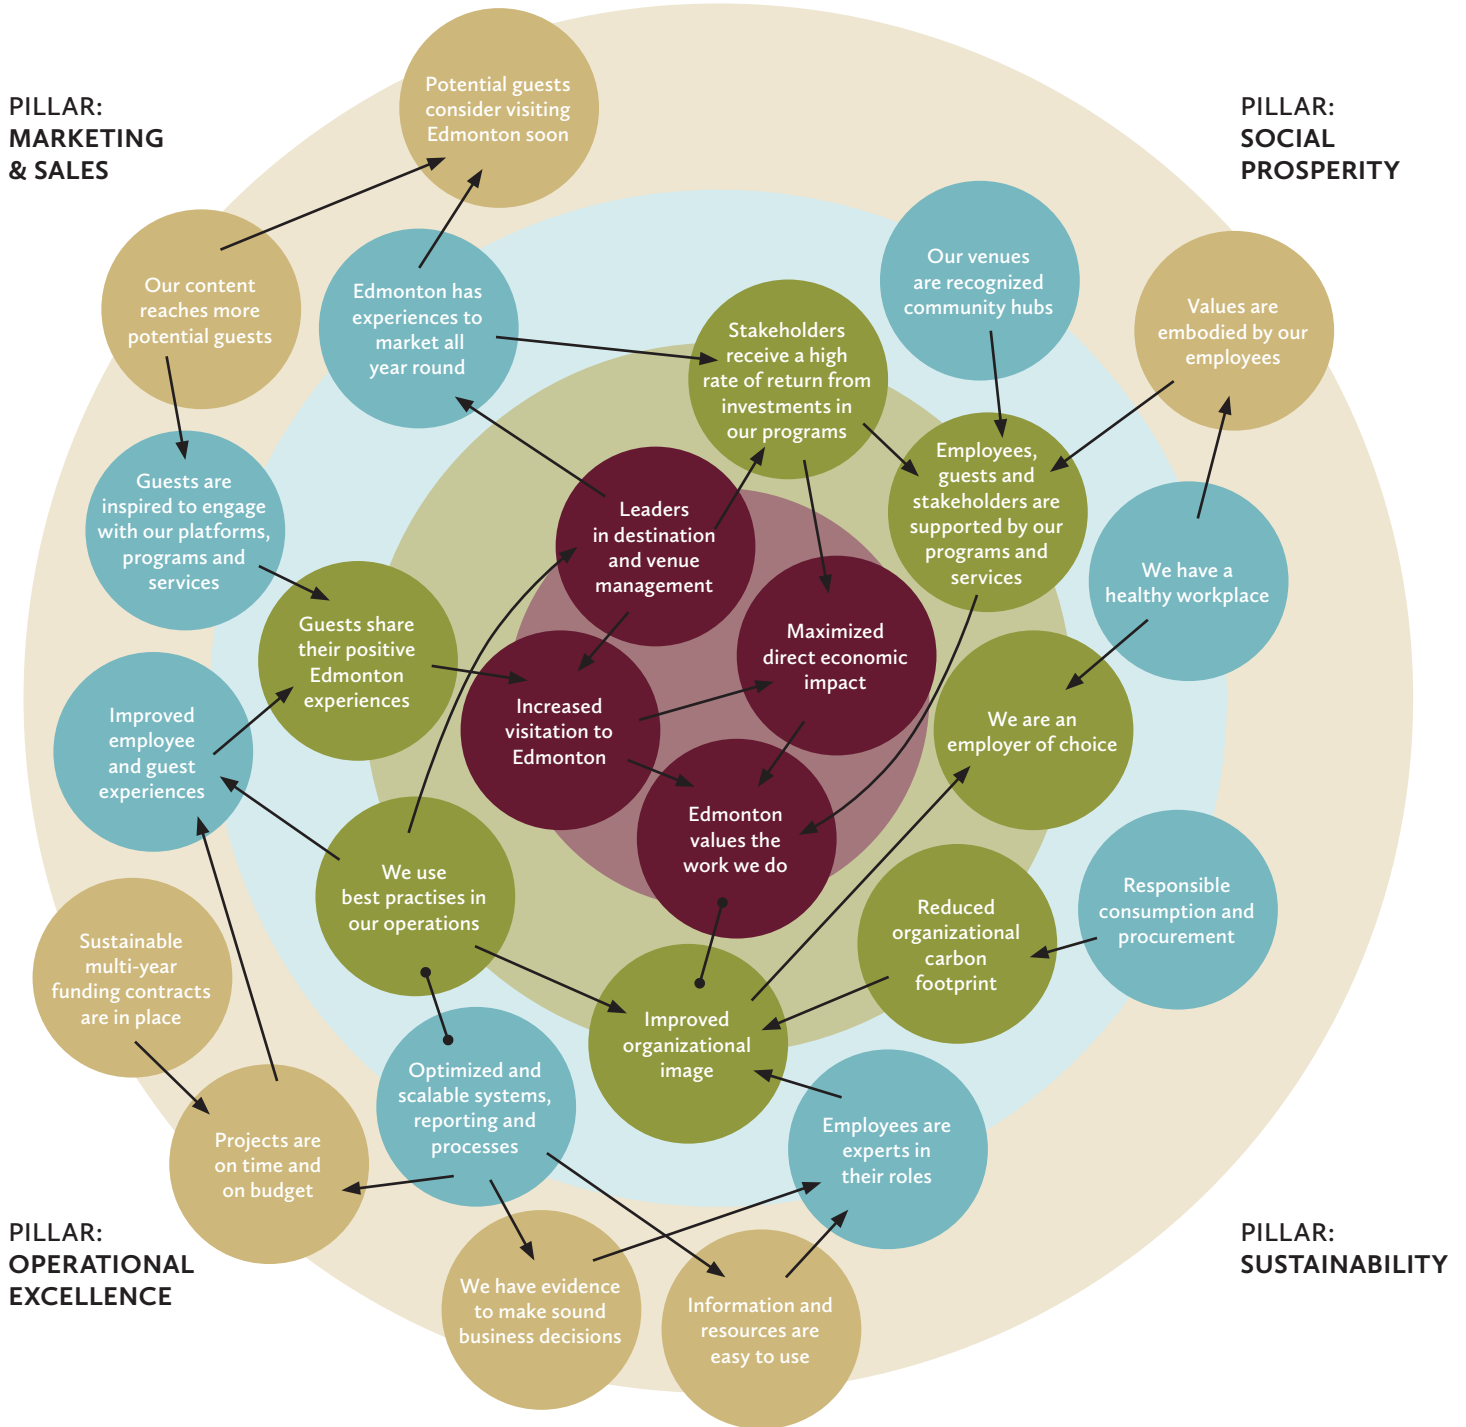 PILLAR:
MARKETING
& SALES
PILLAR:
SOCIAL
PROSPERITY
Potential guests
consider visiting
Edmonton soon
Our content
reaches more
potential guests
Edmonton has
experiences to
market all
year round
Stakeholders
receive a high
rate of return from
investments in
our programs
Our venues
are recognized
community hubs
Values are
embodied by our
employees
Guests are
inspired to engage
with our platforms,
programs and
services
Leaders
in destination
and venue
management
Employees,
guests and
stakeholders are
supported by our
programs and
services
We have a
healthy workplace
Guests share
their positive
Edmonton
experiences
Maximized
direct economic
impact
Increased
visitation to
Edmonton
We are an
employer of choice
Improved
employee
and guest
experiences
Edmonton
values the
work we do
We use
best practises in
our operations
Reduced
organizational
carbon
footprint
Responsible
consumption and
procurement
Sustainable
multi-year
funding contracts
are in place
Improved
organizational
image
Optimized and
scalable systems,
reporting and
processes
Employees are
experts in
their roles
Projects are
on time and
on budget
PILLAR:
OPERATIONAL
EXCELLENCE
We have evidence
to make sound
business decisions
Information and
resources are
easy to use
PILLAR:
SUSTAINABILITY